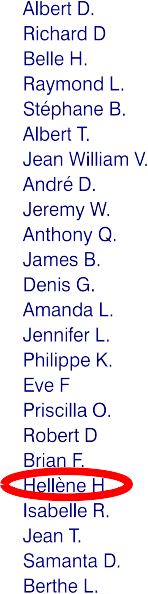 Albert D.
Richard D
Belle H.
Raymond L.
Stéphane B.
Albert T.
Jean William V.
André D.
Jeremy W.
Anthony Q.
James B.
Denis G.
Amanda L.
Jennifer L.
Philippe K.
Eve F
Priscilla O.
Robert D
Brian F.
Hellène H
Isabelle R.
Jean T.
Samanta D.
Berthe L.